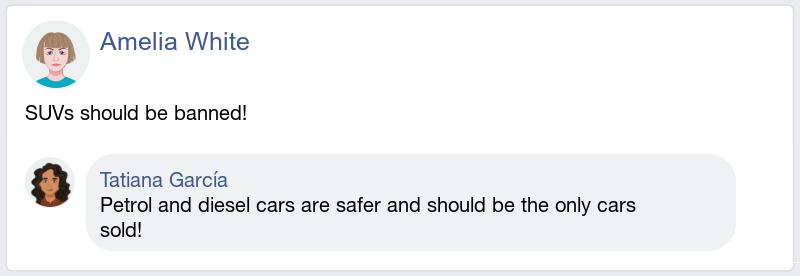 Amelia White
SUVs should be banned!
Tatiana García
Petrol and diesel cars are safer and should be the only cars
sold!